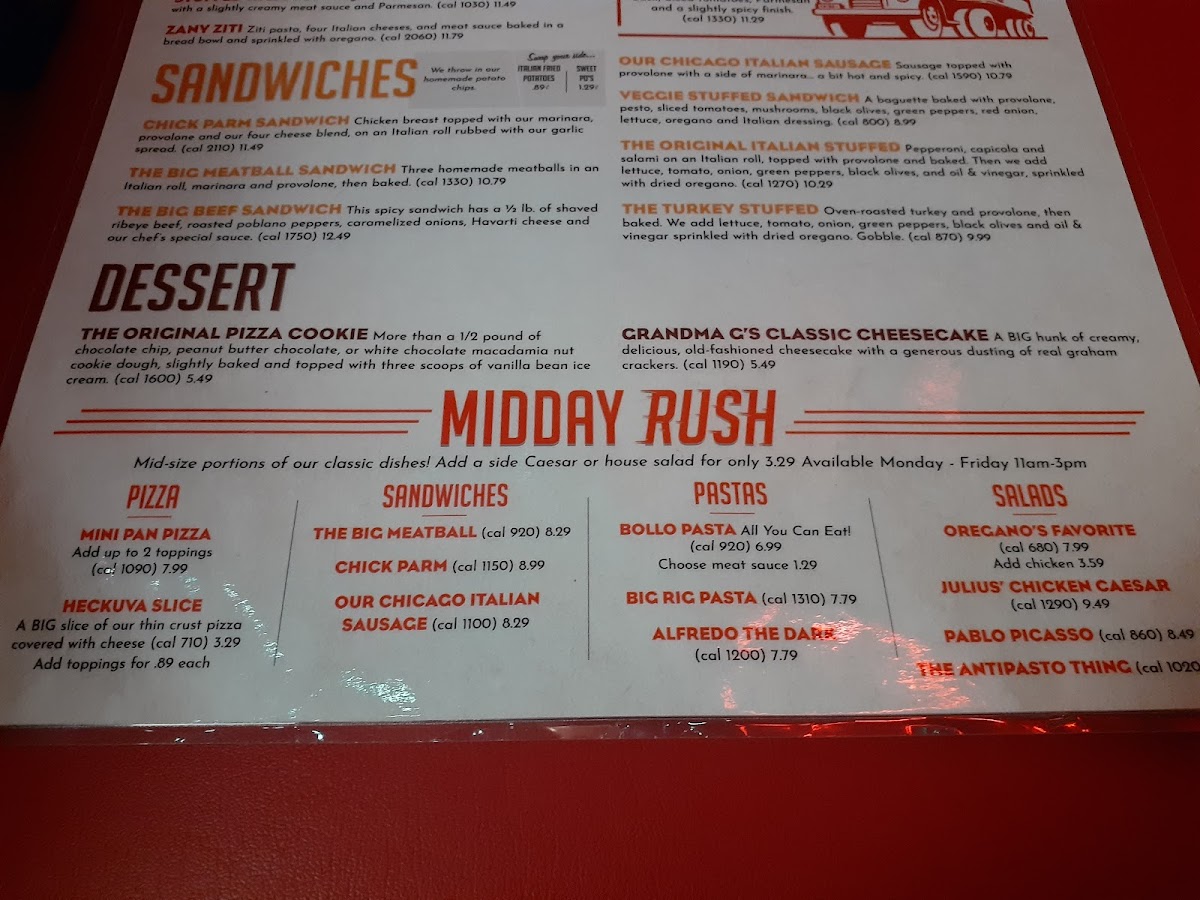 with a slightly creamy meat sauce and Parmesan. (cal 1030) 11.49
ZANY ZITI Ziti pasta, four Italian cheeses, and meat sauce baked in a
bread bowl and sprinkled with oregano. (cal 2060) 11.79
and a slightly spicy finish.
(cal 1330) 11.29
SANDWICHES
We throw in our
homemade potato
chips.
Swap your side...
ITALIAN FRIED
POTATOES
.89¢
SWEET
PO'S
1.29¢
CHICK PARM SANDWICH Chicken breast topped with our marinara,
provolone and our four cheese blend, on an Italian roll rubbed with our garlic
spread. (cal 2110) 11.49
THE BIG MEATBALL SANDWICH Three homemade meatballs in an
Italian roll, marinara and provolone, then baked. (cal 1330) 10.79
THE BIG BEEF SANDWICH This spicy sandwich has a ⅓ lb. of shaved
ribeye beef, roasted poblano peppers, caramelized onions, Havarti cheese and
our chef's special sauce. (cal 1750) 12.49
OUR CHICAGO ITALIAN SAUSAGE Sausage topped with
provolone with a side of marinara... a bit hot and spicy. (cal 1590) 10.79
VEGGIE STUFFED SANDWICH A baguette baked with provolone,
pesto, sliced tomatoes, mushrooms, black olives, green peppers, red onion,
lettuce, oregano and Italian dressing. (cal 800) 8.99
THE ORIGINAL ITALIAN STUFFED Pepperoni, capicola and
salami on an Italian roll, topped with provolone and baked. Then we add
lettuce, tomato, onion, green peppers, black olives, and oil & vinegar, sprinkled
with dried oregano. (cal 1270) 10.29
THE TURKEY STUFFED Oven-roasted turkey and provolone, then
baked. We add lettuce, tomato, onion, green peppers, black olives and oil &
vinegar sprinkled with dried oregano. Gobble. (cal 870) 9.99
DESSERT
THE ORIGINAL PIZZA COOKIE More than a 1/2 pound of
chocolate chip, peanut butter chocolate, or white chocolate macadamia nut
cookie dough, slightly baked and topped with three scoops of vanilla bean ice
cream. (cal 1600) 5.49
GRANDMA G'S CLASSIC CHEESECAKE A BIG hunk of creamy,
delicious, old-fashioned cheesecake with a generous dusting of real graham
crackers. (cal 1190) 5.49
MIDDAY RUSH
Mid-size portions of our classic dishes! Add a side Caesar or house salad for only 3.29 Available Monday - Friday 11am-3pm
PIZZA
MINI PAN PIZZA
Add up to 2 toppings
(cal 1090) 7.99
HECKUVA SLICE
A BIG slice of our thin crust pizza
covered with cheese (cal 710) 3.29
Add toppings for .89 each
SANDWICHES
THE BIG MEATBALL (cal 920) 8.29
CHICK PARM (cal 1150) 8.99
OUR CHICAGO ITALIAN
SAUSAGE (cal 1100) 8.29
PASTAS
BOLLO PASTA All You Can Eat!
(cal 920) 6.99
Choose meat sauce 1.29
BIG RIG PASTA (cal 1310) 7.79
ALFREDO THE DARK
(cal 1200) 7.79
SALADS
OREGANO'S FAVORITE
(cal 680) 7.99
Add chicken 3.59
JULIUS' CHICKEN CAESAR
(cal 1290) 9.49
PABLO PICASSO (cal 860) 8.49
THE ANTIPASTO THING (cal 1020